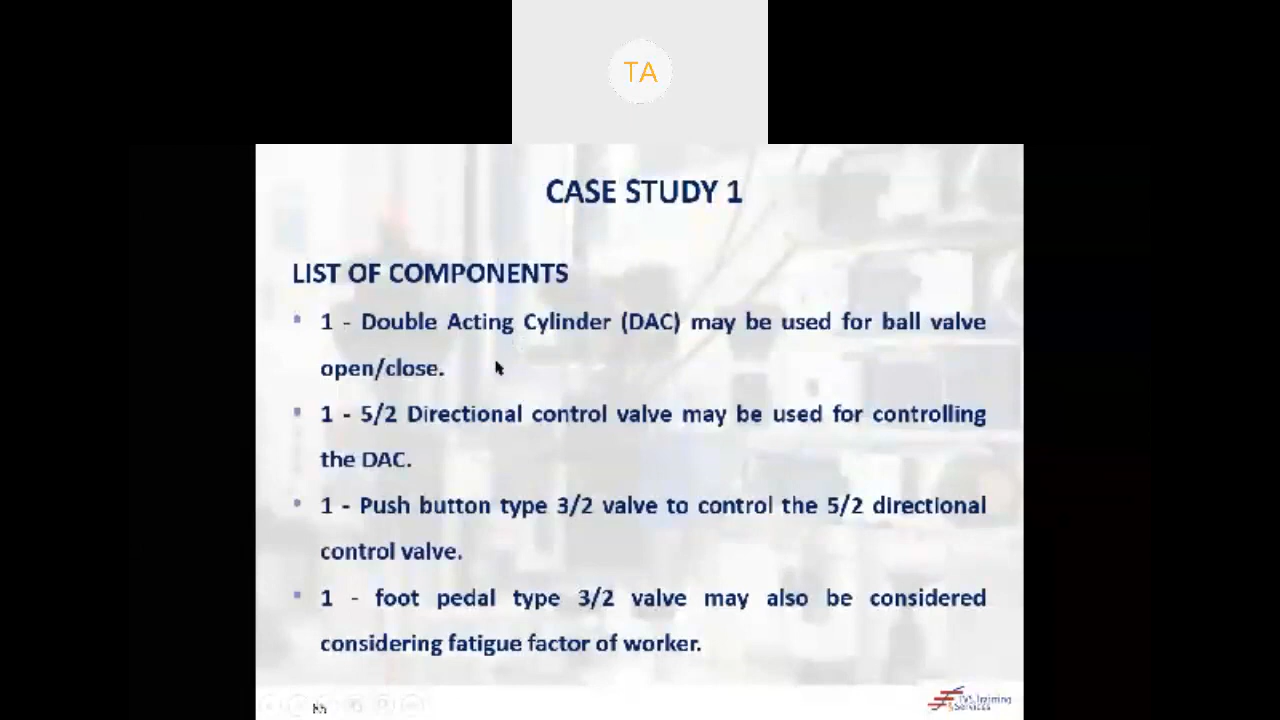 TA
CASE STUDY 1
LIST OF COMPONENTS
1 - Double Acting Cylinder (DAC) may be used for ball valve
open/close.
1 - 5/2 Directional control valve may be used for controlling
the DAC.
1 - Push button type 3/2 valve to control the 5/2 directional
control valve.
1 - foot pedal type 3/2 valve may also be considered
considering fatigue factor of worker.
TVS Training
& Services